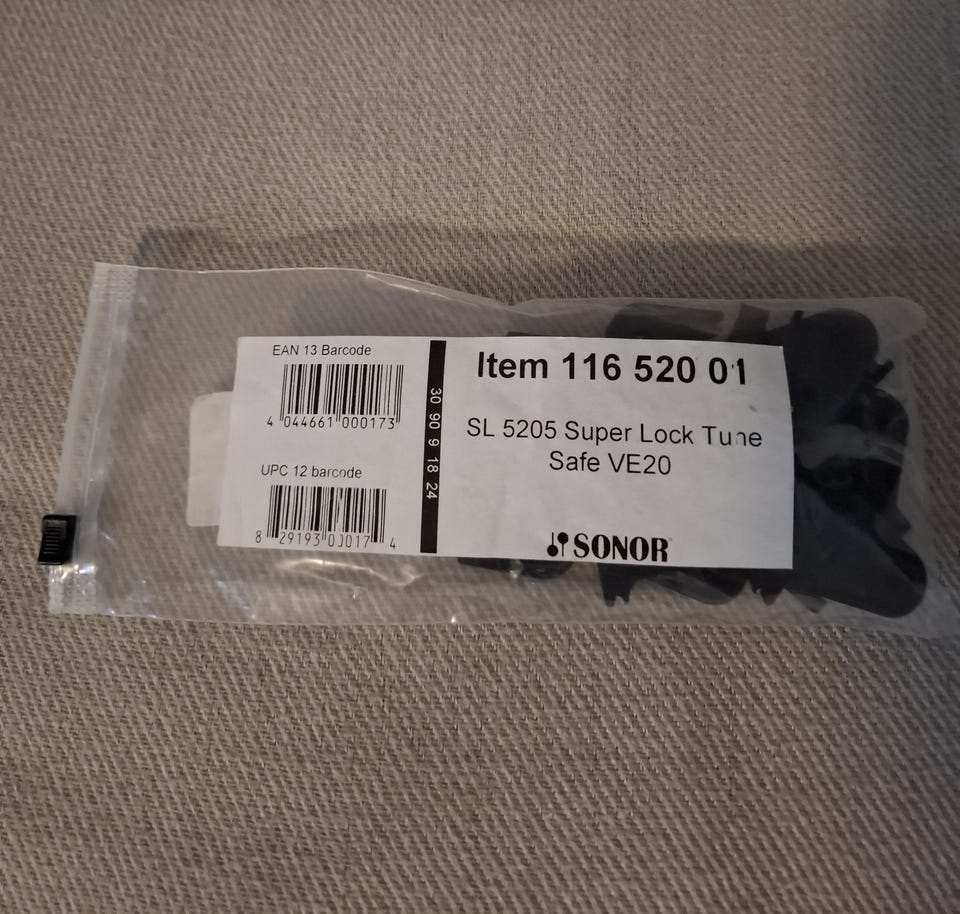 EAN 13 Barcode
4 044661 000173
UPC 12 barcode
8 29193 00017 4
30 90 9 18 24
Item 116 520 01
SL 5205 Super Lock Tune
Safe VE20
SONOR